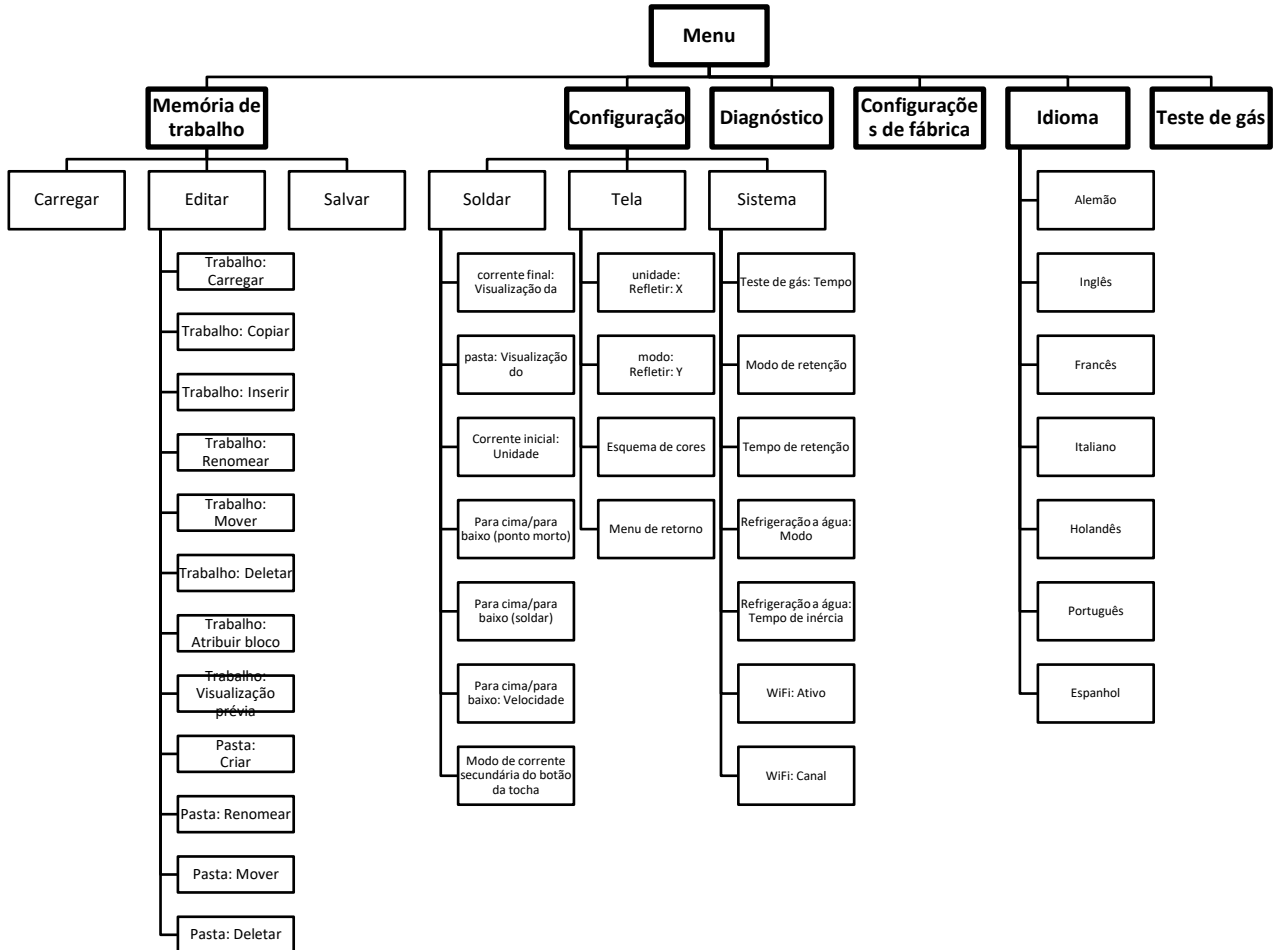 Menu
Memória de
trabalho
Configuração
Diagnóstico
Configuraçõe
s de fábrica
Idioma
Teste de gás
Carregar
Editar
Salvar
Soldar
Tela
Sistema
Trabalho:
Carregar
Trabalho: Copiar
Trabalho: Inserir
Trabalho:
Renomear
Trabalho:
Mover
Trabalho: Deletar
Trabalho:
Atribuir bloco
Trabalho:
Visualização
prévia
Pasta:
Criar
Pasta: Renomear
Pasta: Mover
Pasta: Deletar
corrente final:
Visualização da
pasta: Visualização
do
Corrente inicial:
Unidade
Para cima/para
baixo (ponto morto)
Para cima/para
baixo (soldar)
Para cima/para
baixo: Velocidade
Modo de corrente
secundária do botão
da tocha
unidade:
Refletir: X
modo:
Refletir: Y
Esquema de cores
Menu de retorno
Teste de gás: Tempo
Modo de retenção
Tempo de retenção
Refrigeração a água:
Modo
Refrigeração a água:
Tempo de inércia
WiFi: Ativo
WiFi: Canal
Alemão
Inglês
Francês
Italiano
Holandês
Português
Espanhol